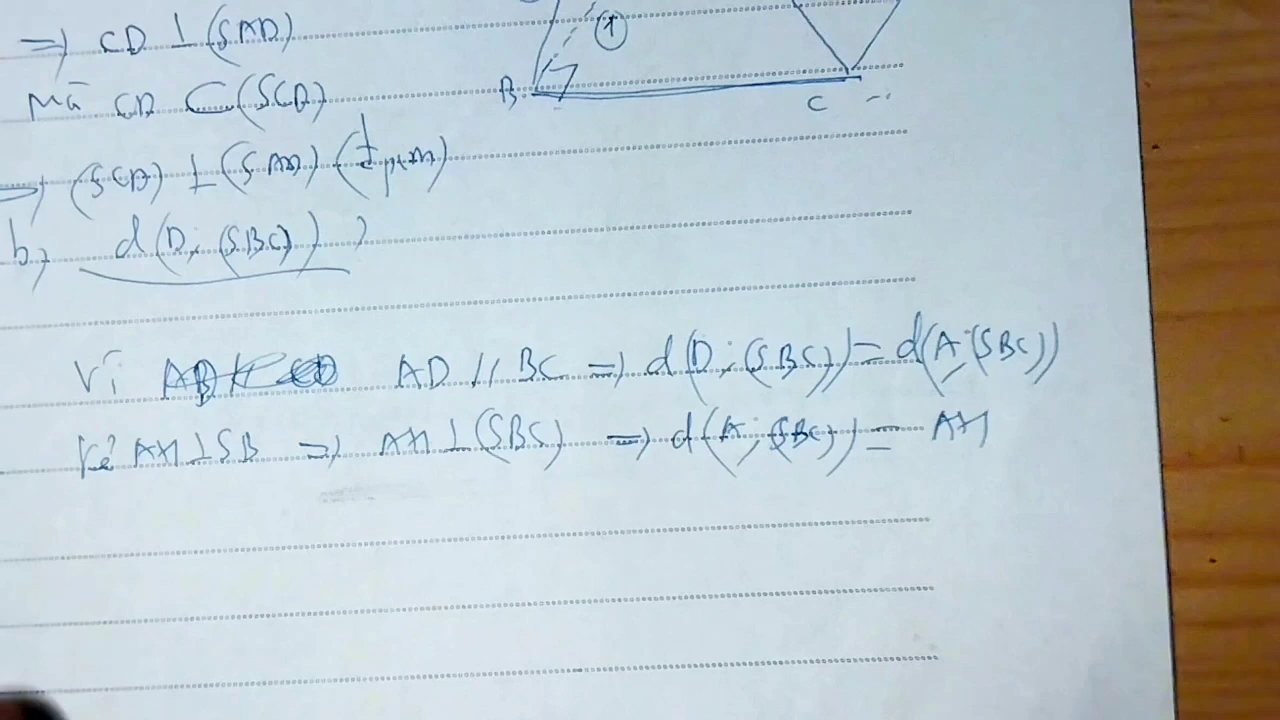 => CD ⊥ (SAD)
①
Mà CD ⊂ (SCD)
B
C
=> (SCD) ⊥ (SAD) (đpcm)
b, d(D; (SBC)) ?
Vì AD // BC => d(D; (SBC)) = d(A; (SBC))
Kẻ AH ⊥ SB => AH ⊥ (SBC) => d(A; (SBC)) = AH